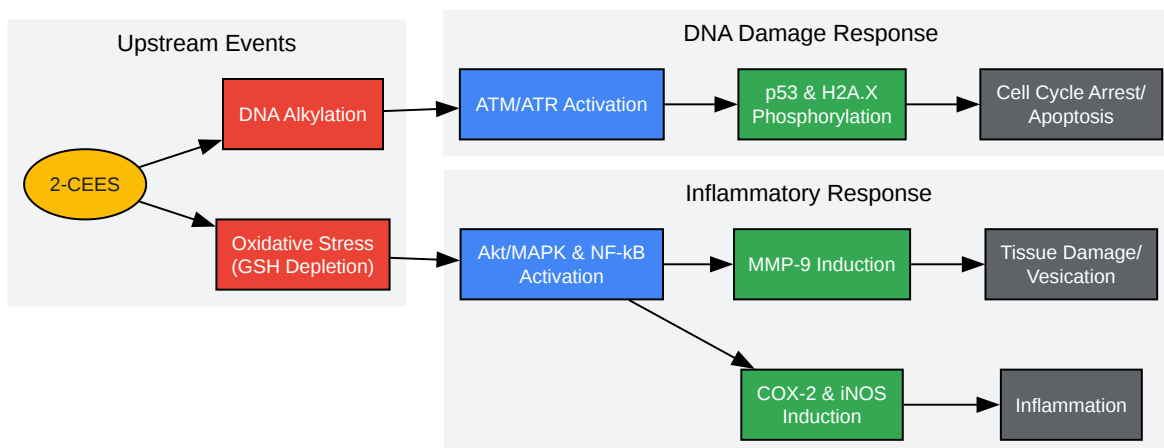 Upstream Events
2-CEES
DNA Alkylation
Oxidative Stress
(GSH Depletion)
DNA Damage Response
ATM/ATR Activation
p53 & H2A.X
Phosphorylation
Cell Cycle Arrest/
Apoptosis
Inflammatory Response
Akt/MAPK & NF-kB
Activation
MMP-9 Induction
Tissue Damage/
Vesication
COX-2 & iNOS
Induction
Inflammation